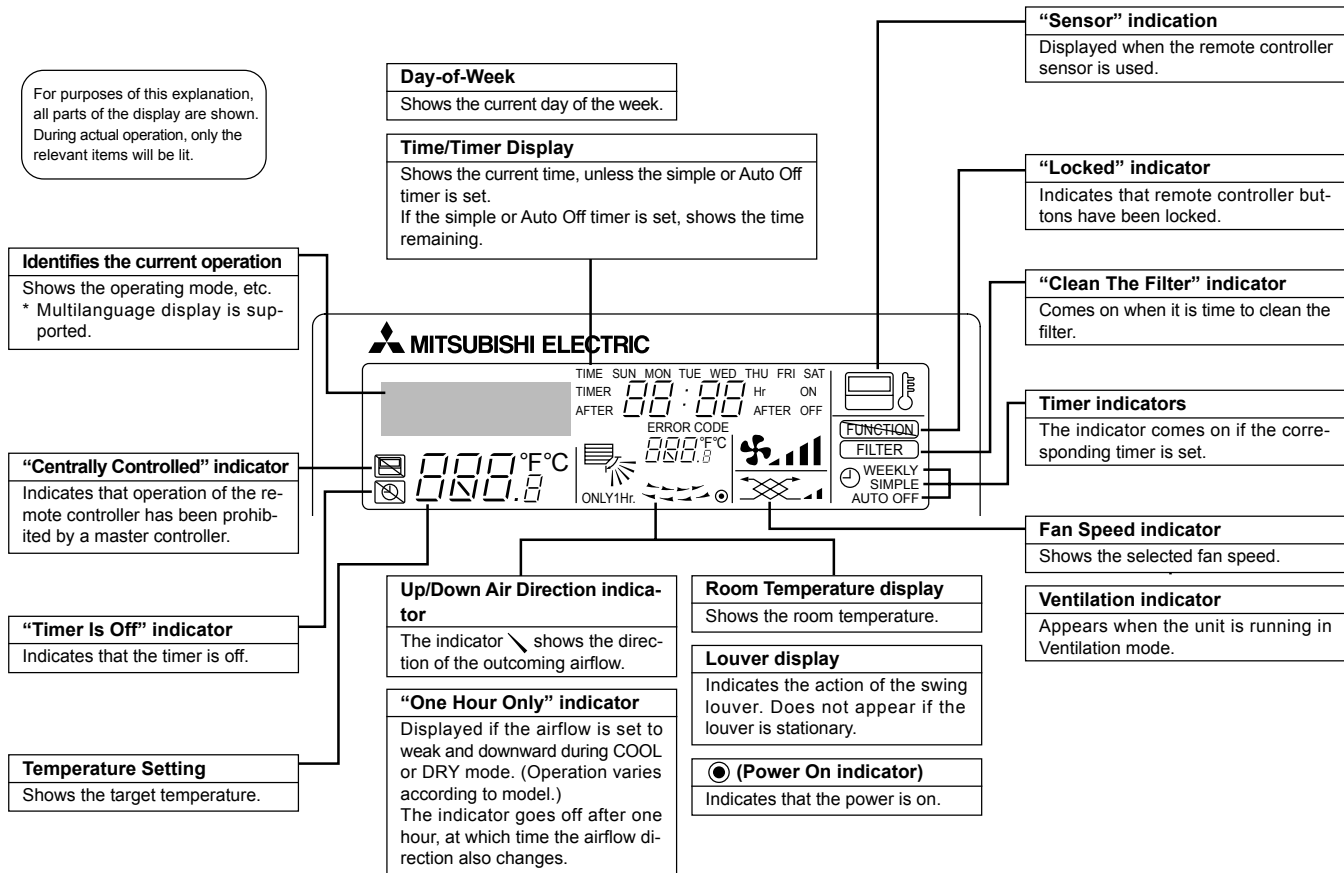 For purposes of this explanation,
all parts of the display are shown.
During actual operation, only the
relevant items will be lit.
Day-of-Week
Shows the current day of the week.
Time/Timer Display
Shows the current time, unless the simple or Auto Off
timer is set.
If the simple or Auto Off timer is set, shows the time
remaining.
“Sensor” indication
Displayed when the remote controller
sensor is used.
“Locked” indicator
Indicates that remote controller but-
tons have been locked.
“Clean The Filter” indicator
Comes on when it is time to clean the
filter.
Timer indicators
The indicator comes on if the corre-
sponding timer is set.
Fan Speed indicator
Shows the selected fan speed.
Ventilation indicator
Appears when the unit is running in
Ventilation mode.
Identifies the current operation
Shows the operating mode, etc.
* Multilanguage display is sup-
ported.
“Centrally Controlled” indicator
Indicates that operation of the re-
mote controller has been prohib-
ited by a master controller.
“Timer Is Off” indicator
Indicates that the timer is off.
Temperature Setting
Shows the target temperature.
MITSUBISHI ELECTRIC
TIME SUN MON TUE WED THU FRI SAT
TIMER 88:88 Hr ON
AFTER AFTER OFF
ERROR CODE
888.8 °F°C
888.8 °F°C
ONLY1Hr.
FUNCTION
FILTER
WEEKLY
SIMPLE
AUTO OFF
Up/Down Air Direction indica-
tor
The indicator shows the direc-
tion of the outcoming airflow.
“One Hour Only” indicator
Displayed if the airflow is set to
weak and downward during COOL
or DRY mode. (Operation varies
according to model.)
The indicator goes off after one
hour, at which time the airflow di-
rection also changes.
Room Temperature display
Shows the room temperature.
Louver display
Indicates the action of the swing
louver. Does not appear if the
louver is stationary.
(Power On indicator)
Indicates that the power is on.